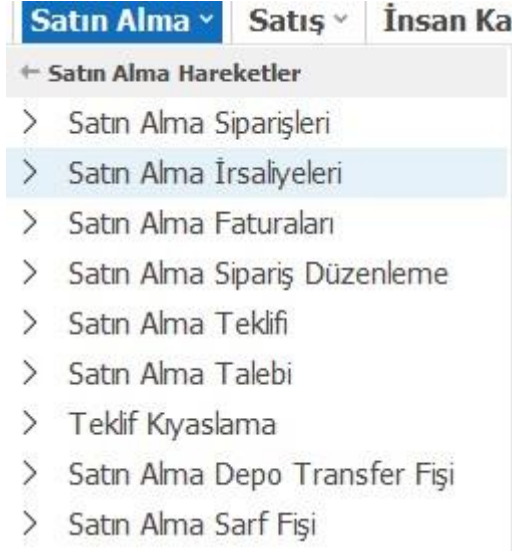 Satın Alma Satış İnsan Ka
Satın Alma Hareketler
Satın Alma Siparişleri
Satın Alma İrsaliyeleri
Satın Alma Faturaları
Satın Alma Sipariş Düzenleme
Satın Alma Teklifi
Satın Alma Talebi
Teklif Kıyaslama
Satın Alma Depo Transfer Fişi
Satın Alma Sarf Fişi